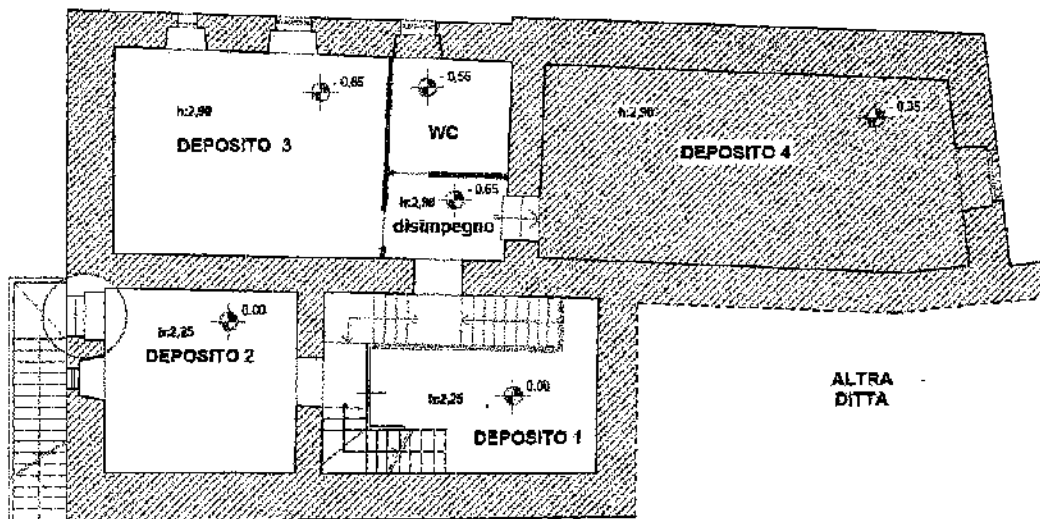 - 0.65
h:2,90
DEPOSITO 3
- 0,56
WC
- 0.65
h:2,90
disimpegno
h:2,90
- 0.35
DEPOSITO 4
0.00
h:2,25
DEPOSITO 2
0.00
h:2,25
DEPOSITO 1
ALTRA
DITTA